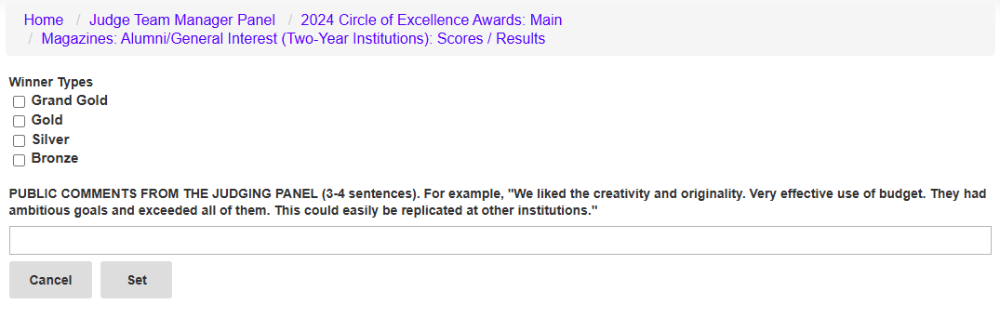 Home / Judge Team Manager Panel / 2024 Circle of Excellence Awards: Main
/ Magazines: Alumni/General Interest (Two-Year Institutions): Scores / Results
Winner Types
Grand Gold
Gold
Silver
Bronze
PUBLIC COMMENTS FROM THE JUDGING PANEL (3-4 sentences). For example, "We liked the creativity and originality. Very effective use of budget. They had
ambitious goals and exceeded all of them. This could easily be replicated at other institutions."
Cancel Set